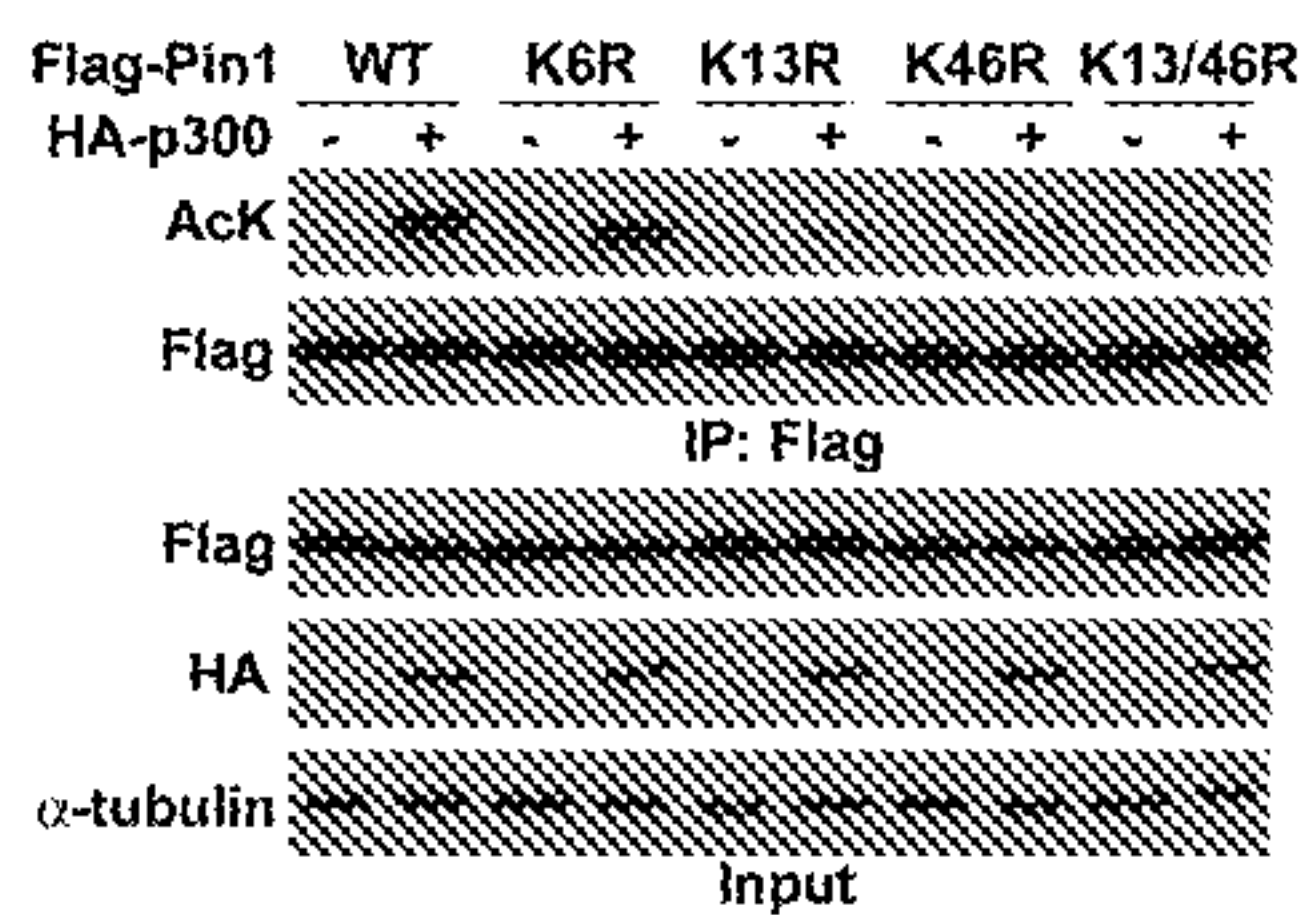 Flag-Pin1 WT K6R K13R K46R K13/46R
HA-p300 - + - + - + - + - +
AcK
Flag
IP: Flag
Flag
HA
α-tubulin
Input